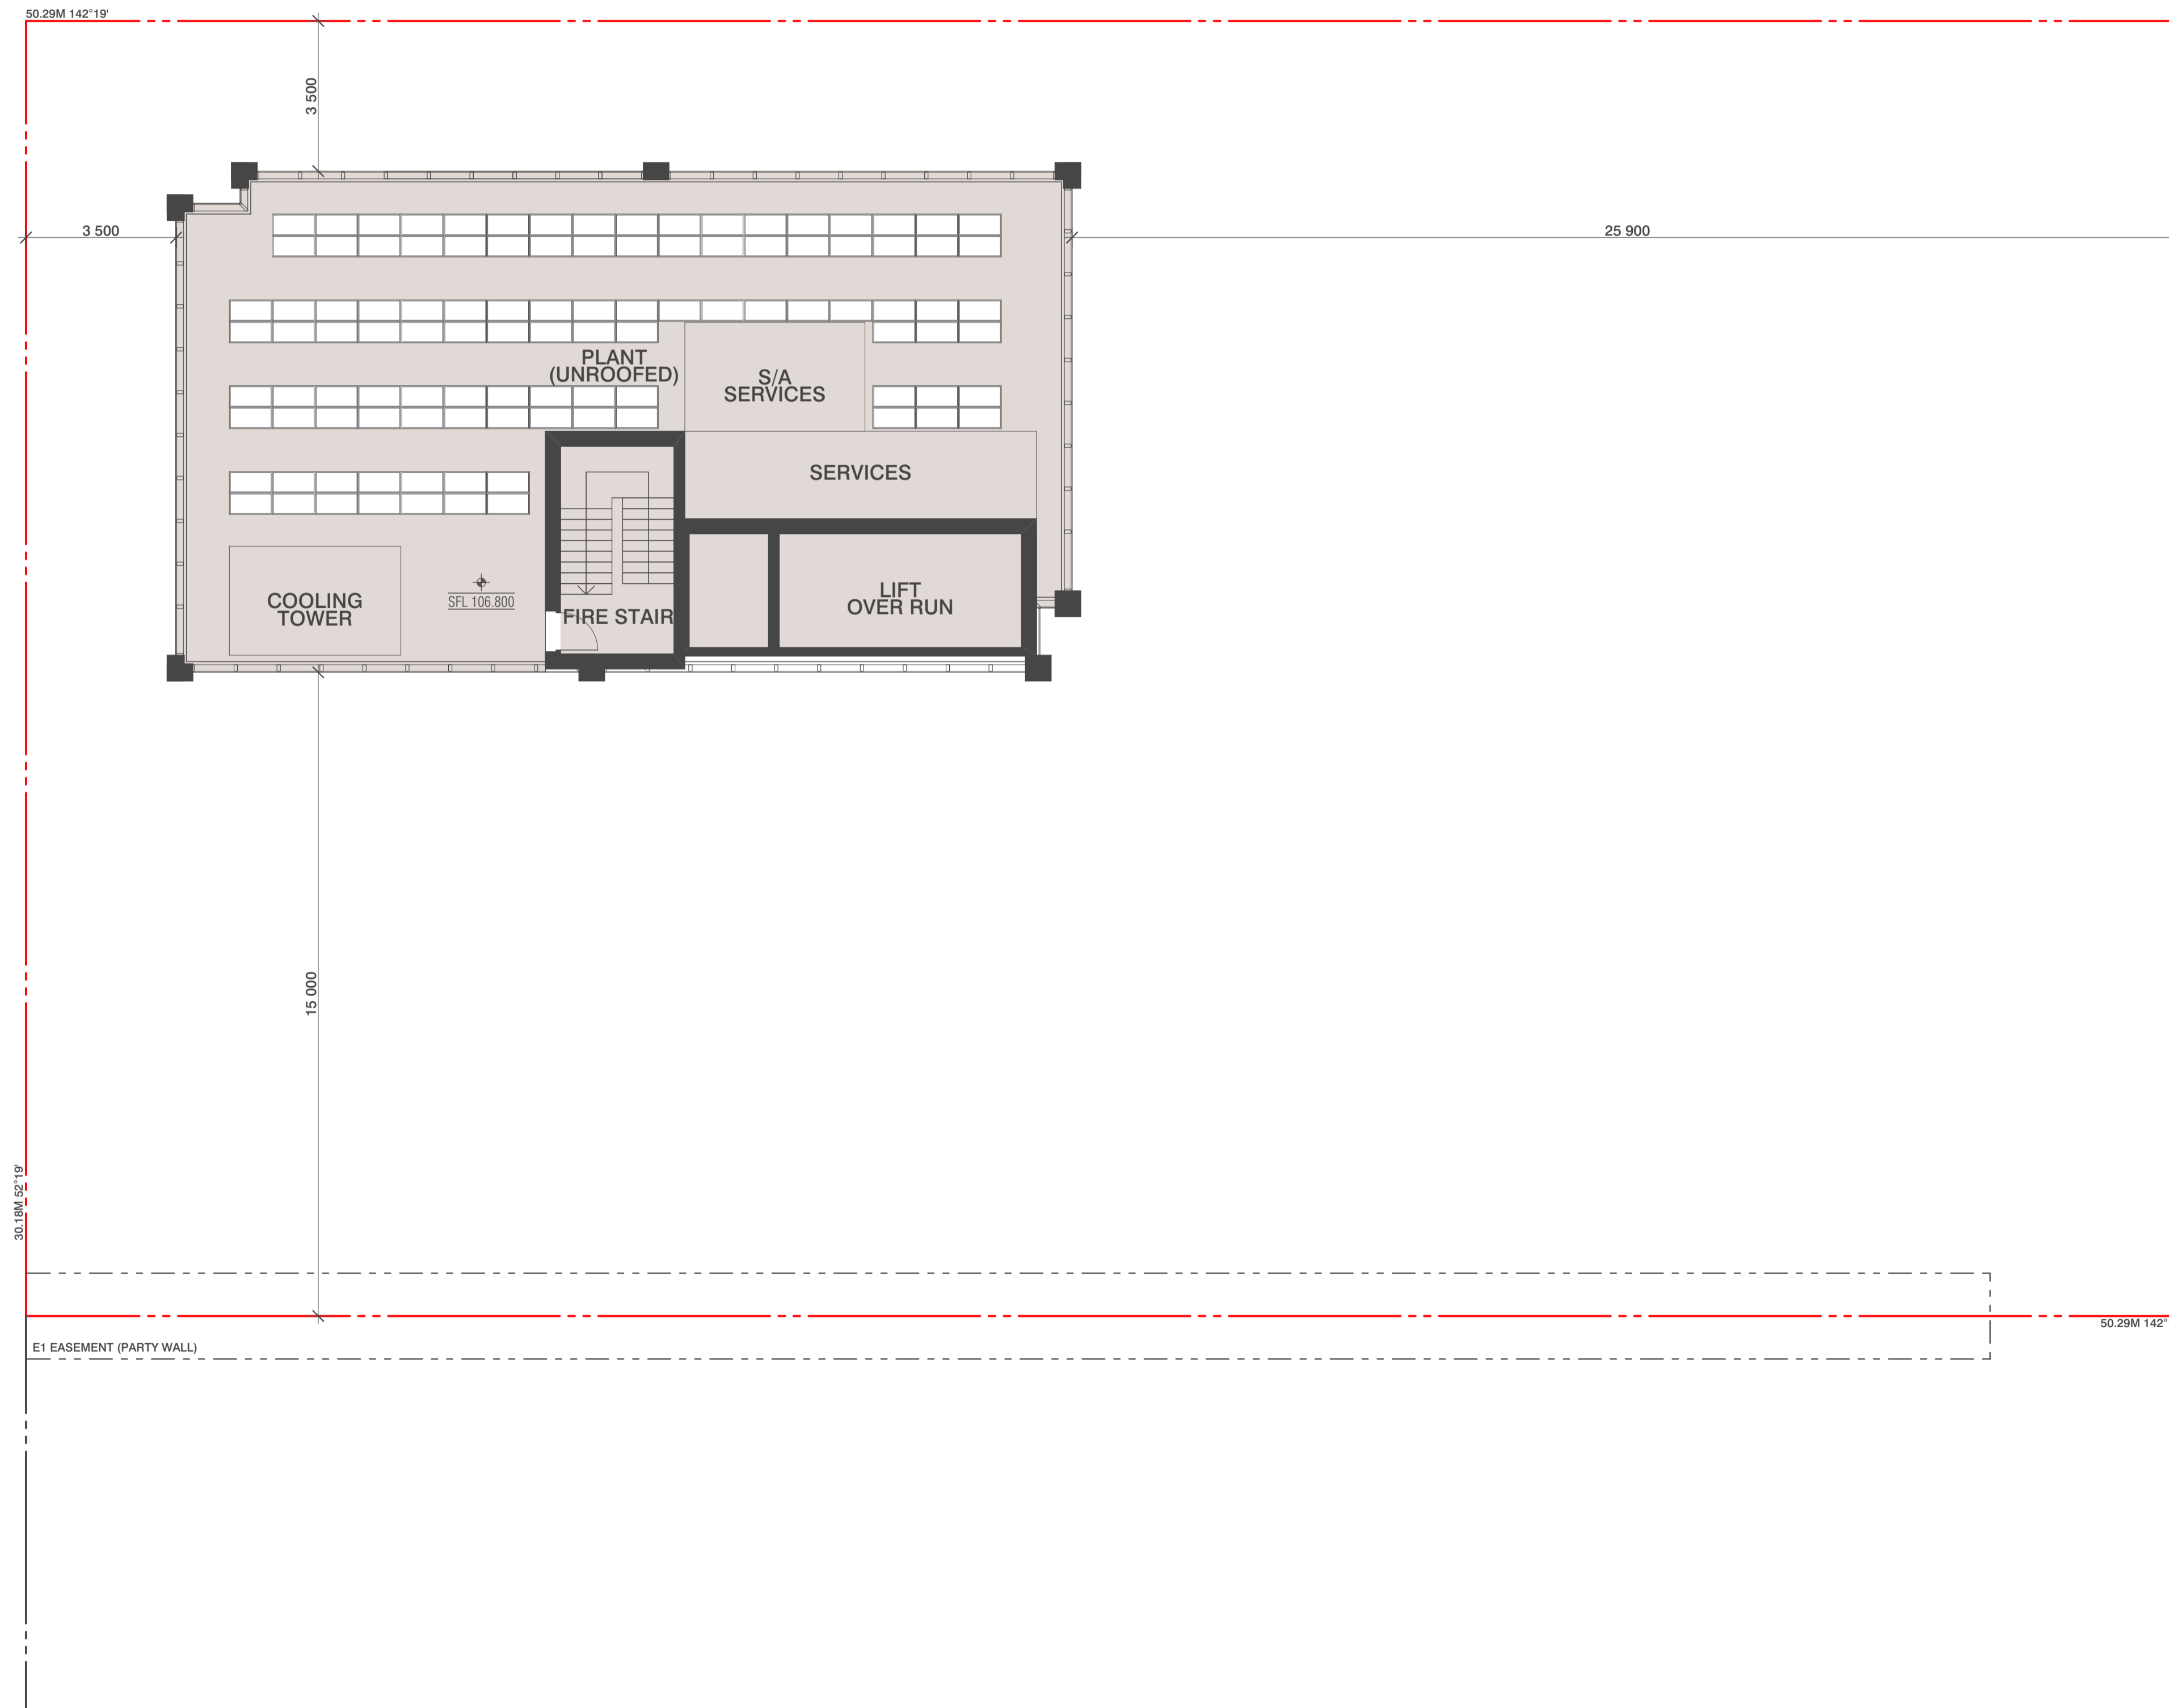 50.29M 142°19'
3 500
3 500
25 900
PLANT
(UNROOFED)
S/A
SERVICES
SERVICES
COOLING
TOWER
SFL 106.800
FIRE STAIR
LIFT
OVER RUN
15 000
30.18M 52°19'
50.29M 142°
E1 EASEMENT (PARTY WALL)